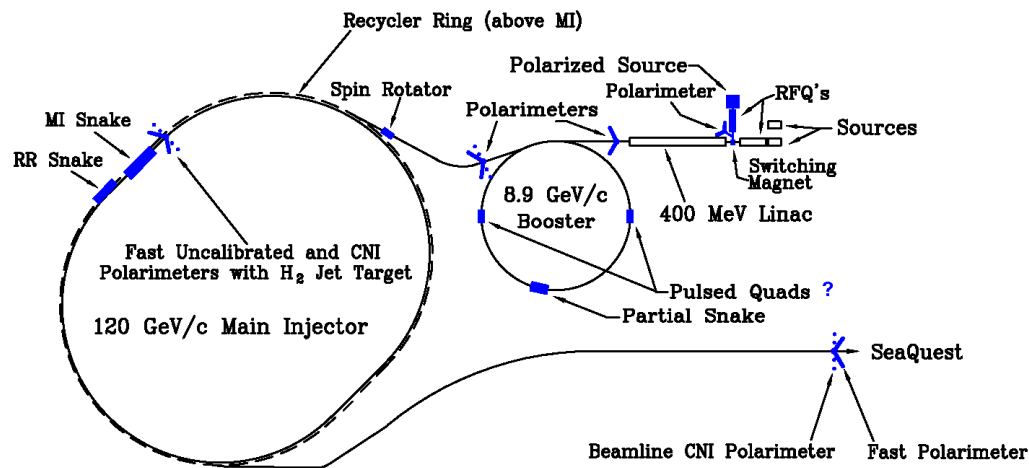 Recycler Ring (above MI)
Polarized Source
Spin Rotator
Polarimeter
RFQ's
Polarimeters
MI Snake
Sources
RR Snake
Switching
Magnet
8.9 GeV/c
Booster
400 MeV Linac
Fast Uncalibrated and CNI
Polarimeters with H₂ Jet Target
Pulsed Quads ?
Partial Snake
120 GeV/c Main Injector
SeaQuest
Beamline CNI Polarimeter
Fast Polarimeter